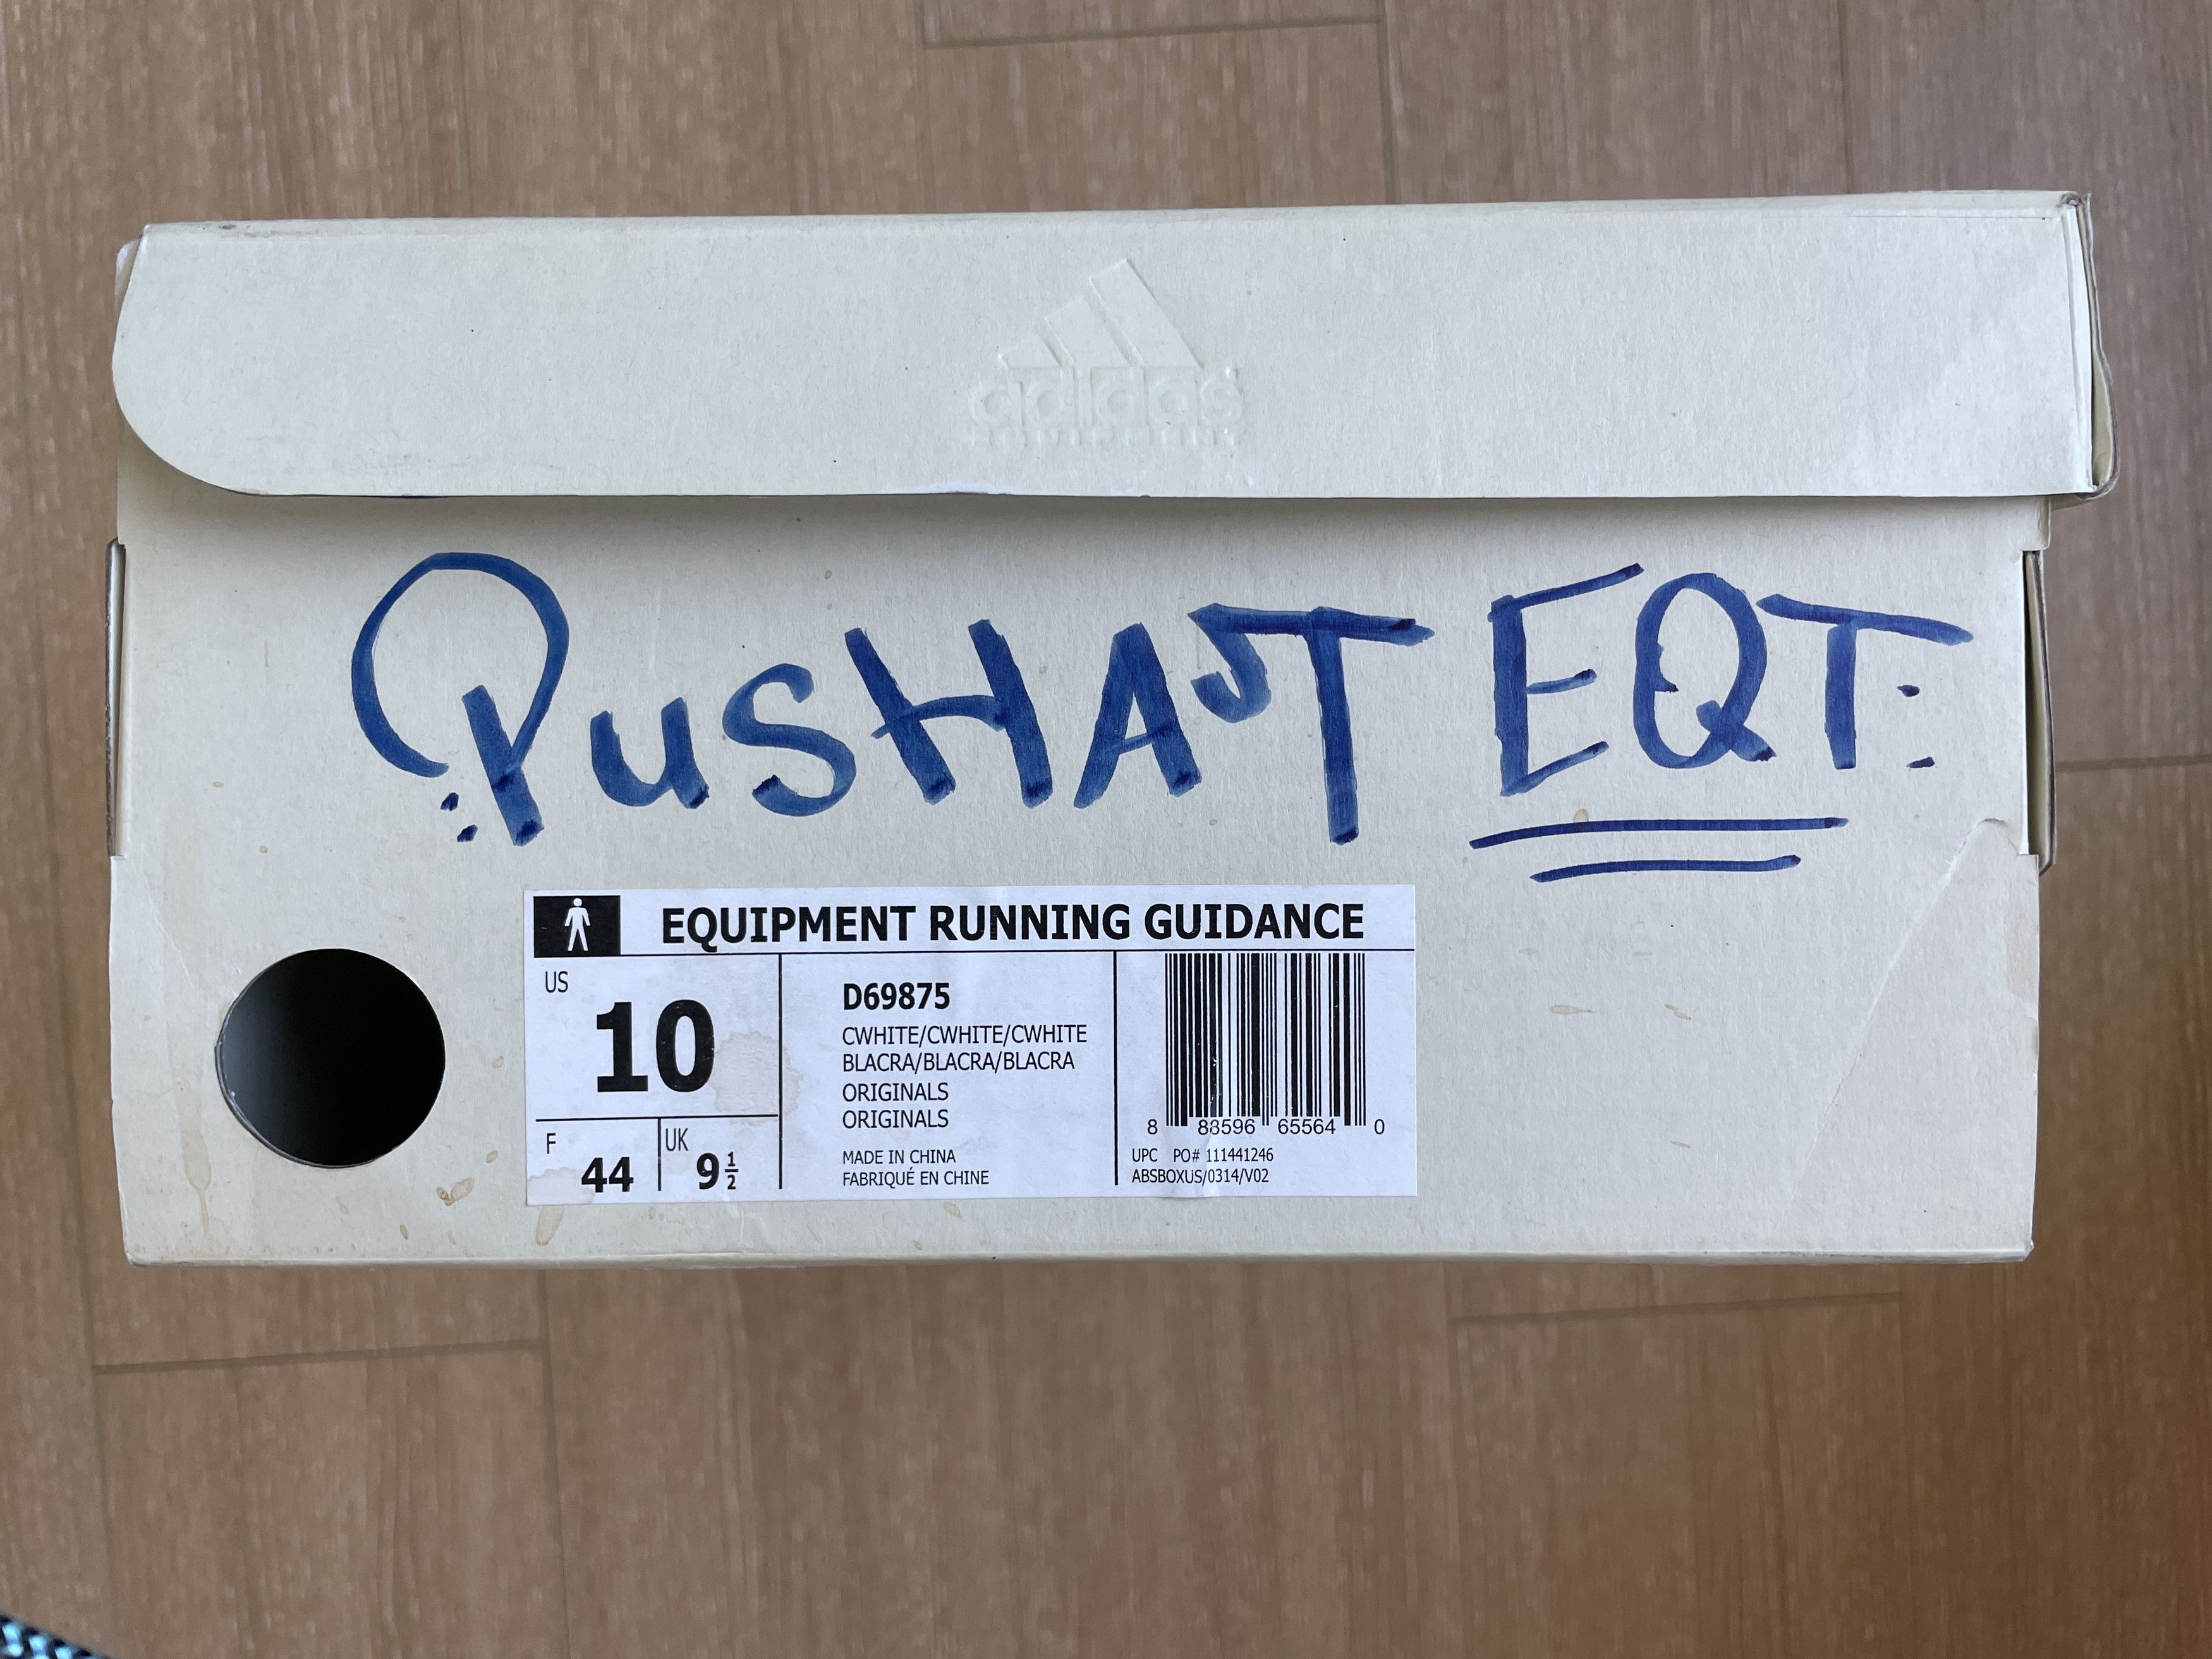 adidas
EQUIPMENT
PUSHA T EQT
EQUIPMENT RUNNING GUIDANCE
US
10
F
44
UK
9 1/2
D69875
CWHITE/CWHITE/CWHITE
BLACRA/BLACRA/BLACRA
ORIGINALS
ORIGINALS
MADE IN CHINA
FABRIQUÉ EN CHINE
8 88596 65564 0
UPC PO# 111441246
ABSBOXUS/0314/V02